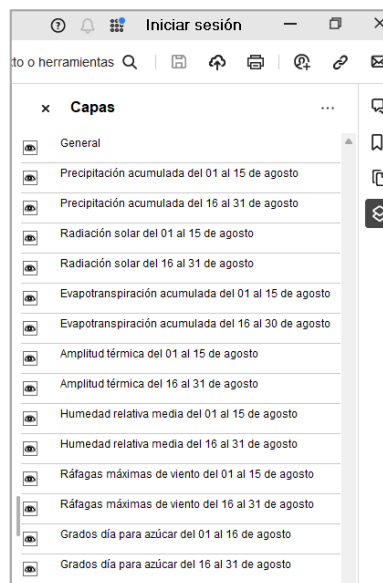 Iniciar sesión
to o herramientas
Capas
General
Precipitación acumulada del 01 al 15 de agosto
Precipitación acumulada del 16 al 31 de agosto
Radiación solar del 01 al 15 de agosto
Radiación solar del 16 al 31 de agosto
Evapotranspiración acumulada del 01 al 15 de agosto
Evapotranspiración acumulada del 16 al 30 de agosto
Amplitud térmica del 01 al 15 de agosto
Amplitud térmica del 16 al 31 de agosto
Humedad relativa media del 01 al 15 de agosto
Humedad relativa media del 16 al 31 de agosto
Ráfagas máximas de viento del 01 al 15 de agosto
Ráfagas máximas de viento del 16 al 31 de agosto
Grados día para azúcar del 01 al 16 de agosto
Grados día para azúcar del 16 al 31 de agosto